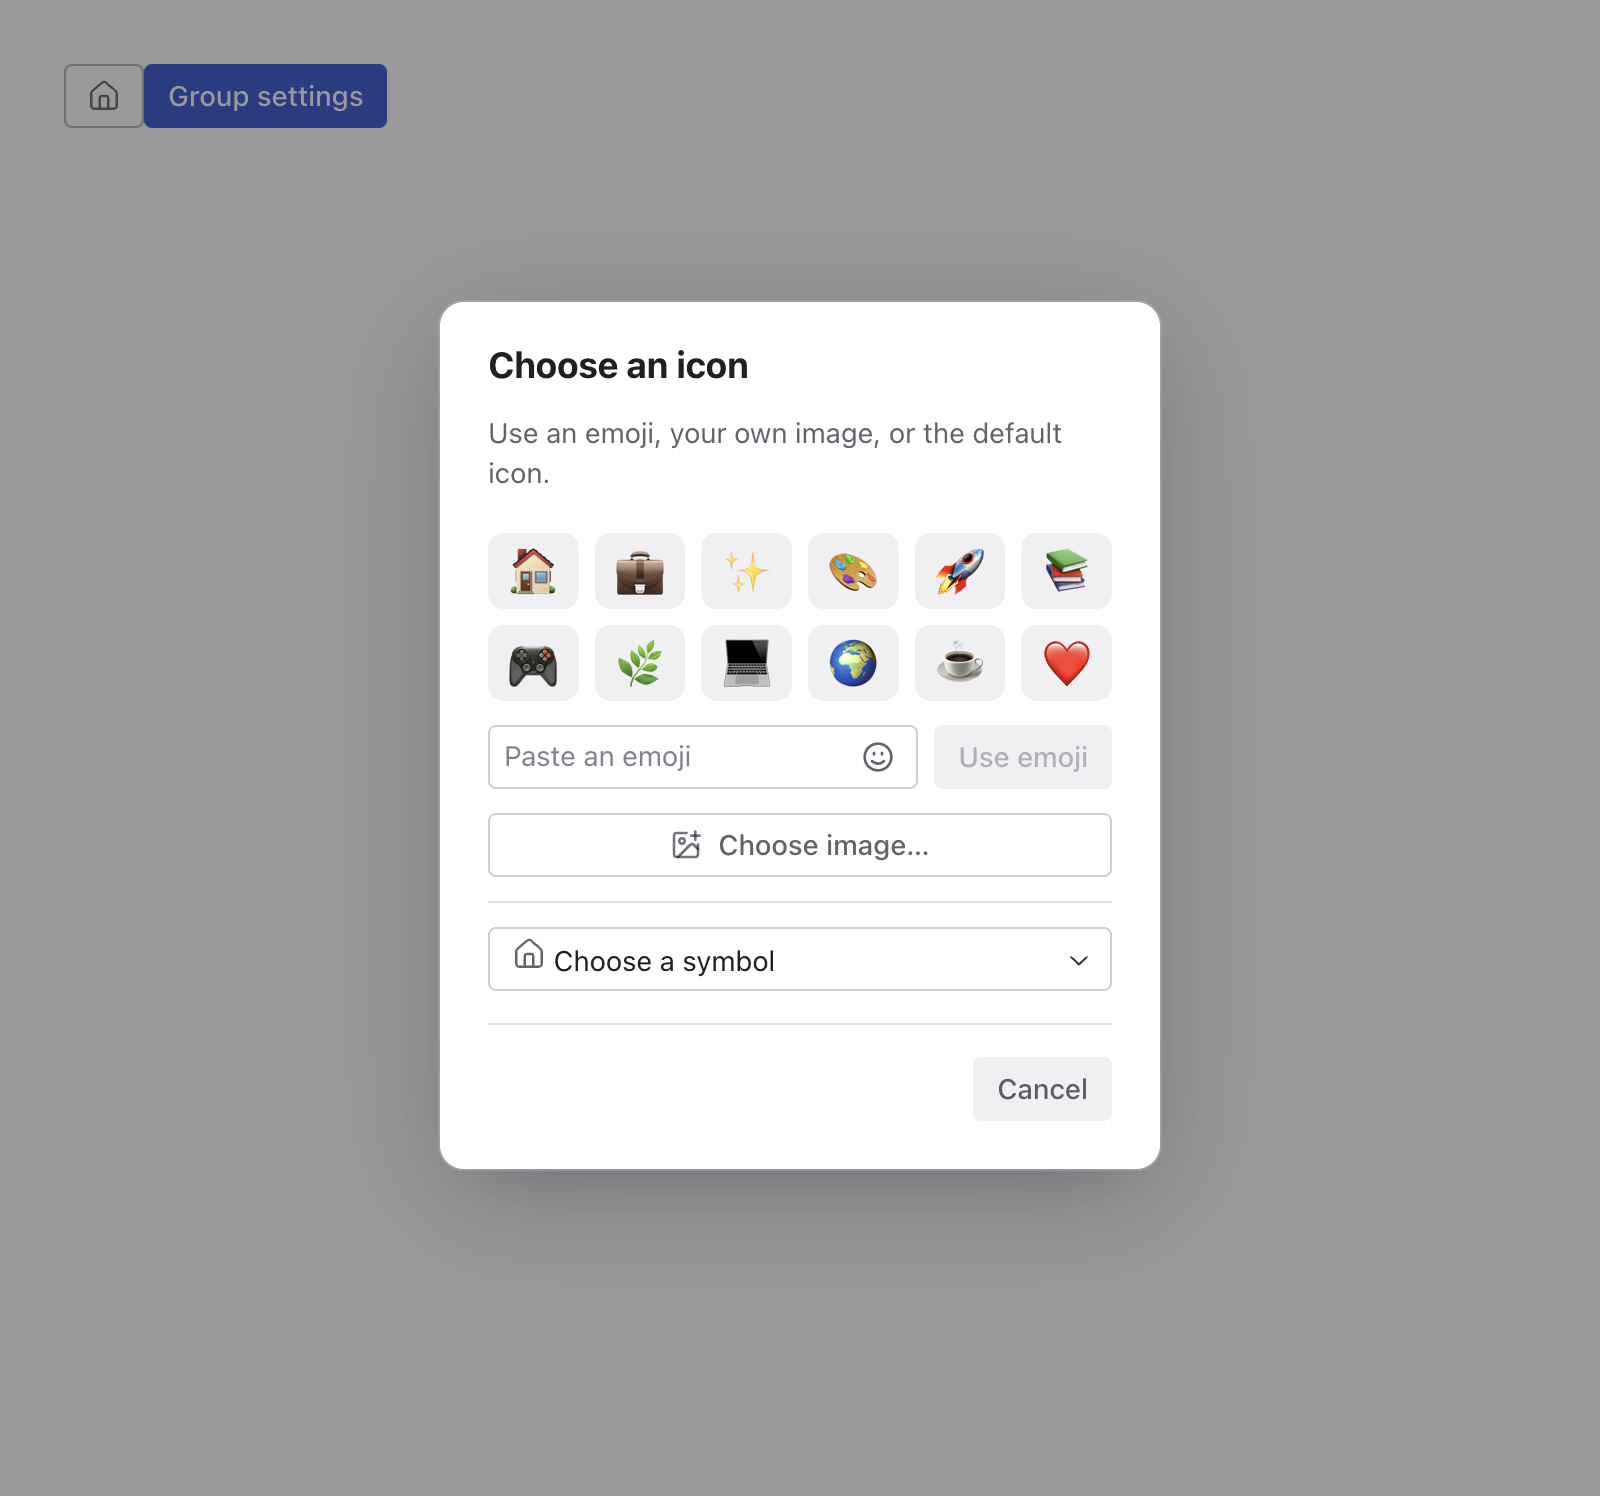 Group settings
Choose an icon
Use an emoji, your own image, or the default
icon.
Paste an emoji
Use emoji
Choose image...
Choose a symbol
Cancel